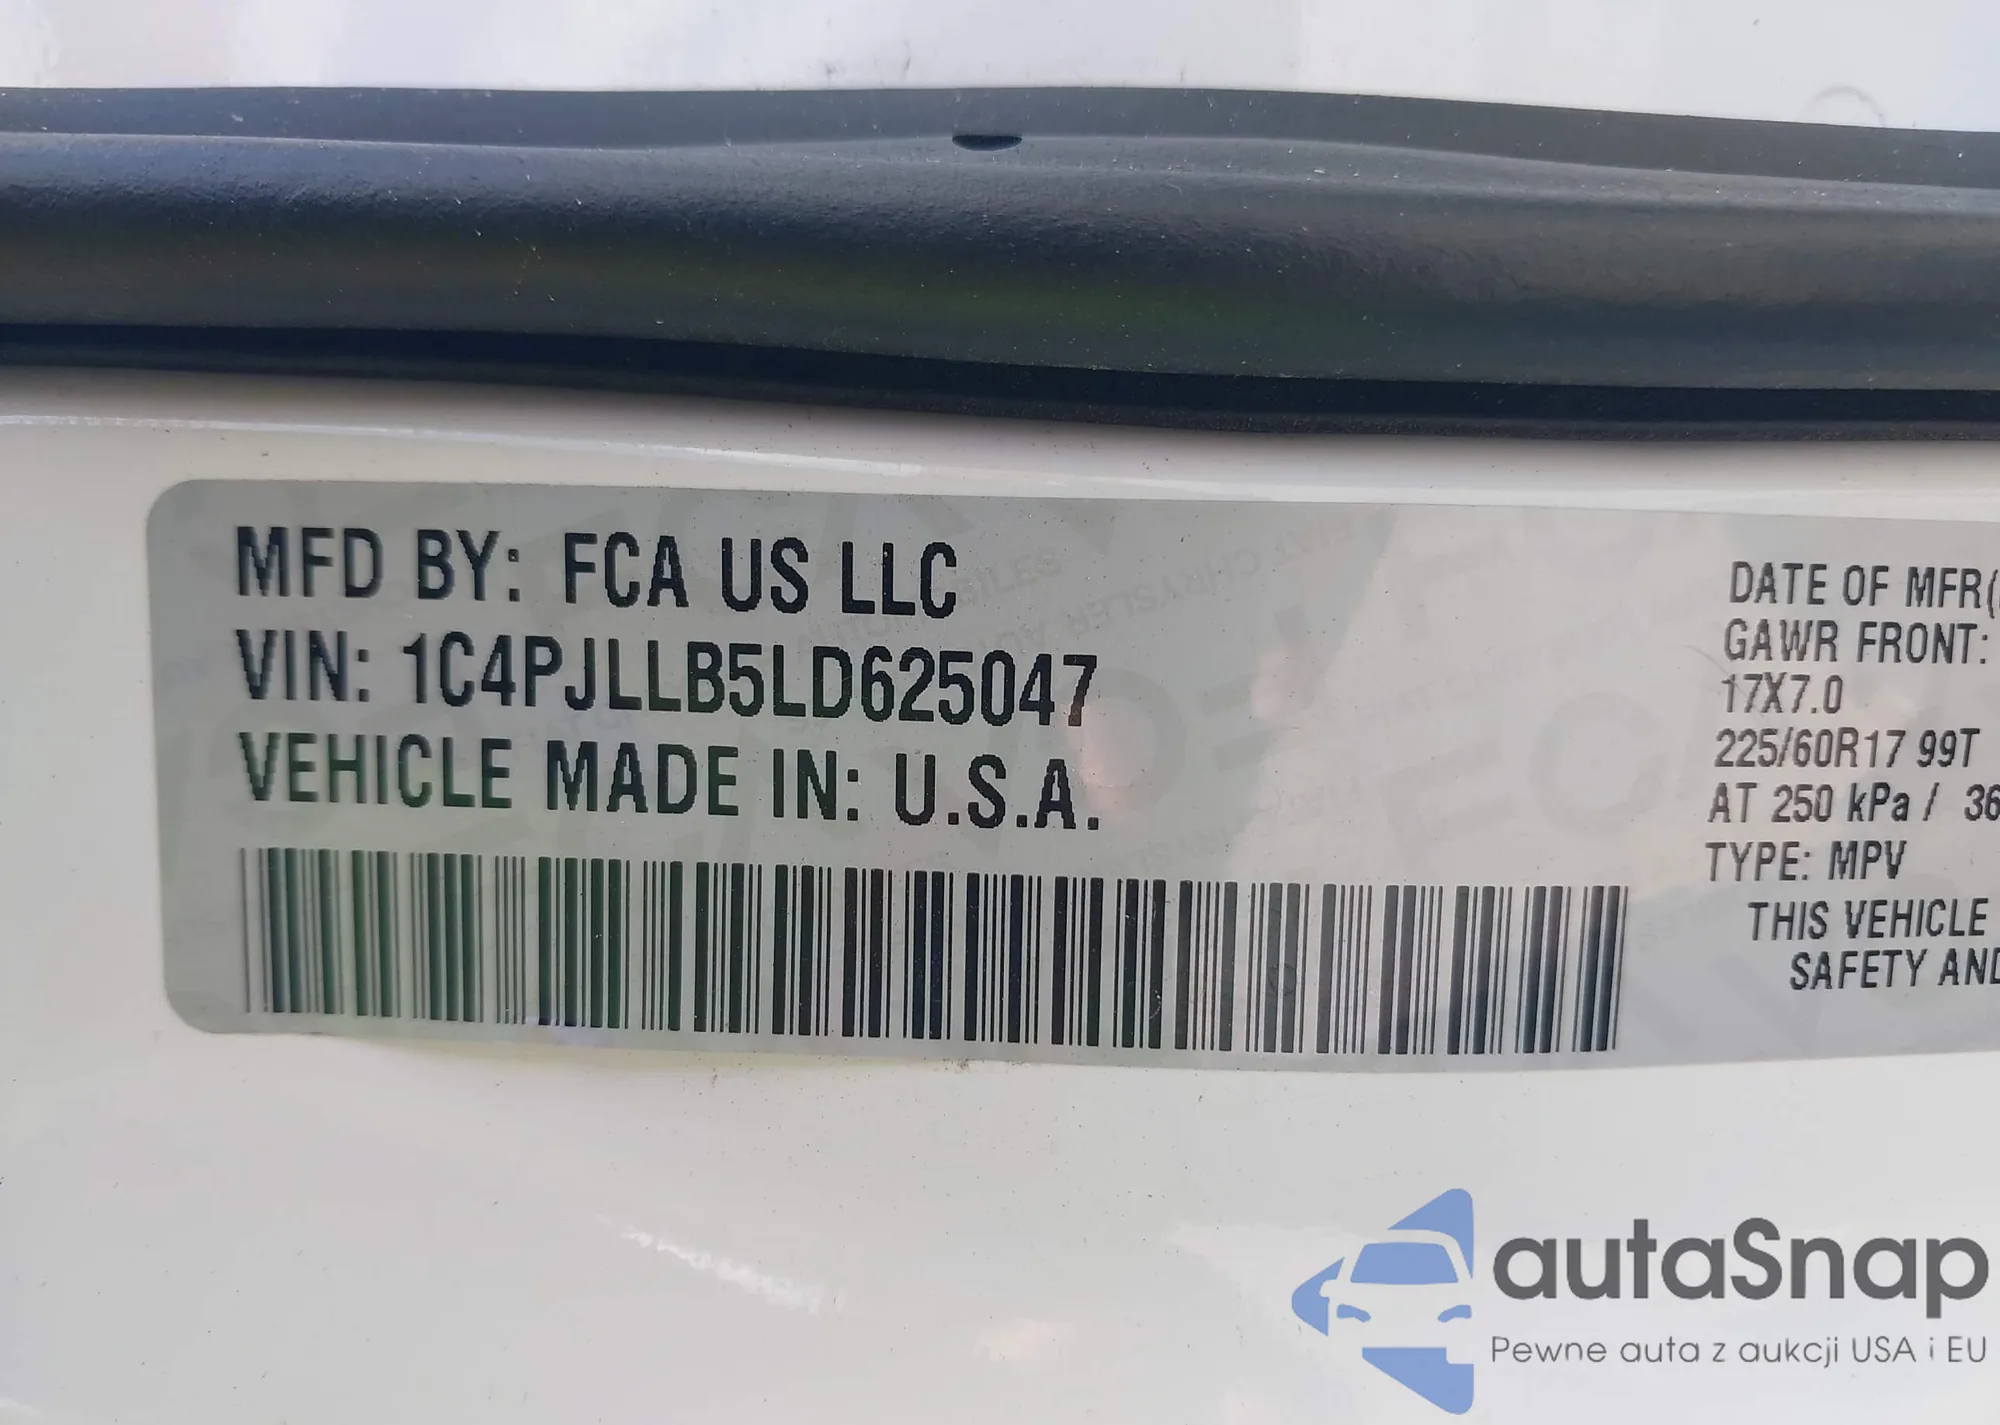 MFD BY: FCA US LLC
VIN: 1C4PJLLB5LD625047
VEHICLE MADE IN: U.S.A.
DATE OF MFR(
GAWR FRONT:
17X7.0
225/60R17 99T
AT 250 kPa / 36
TYPE: MPV
THIS VEHICLE
SAFETY AND
autaSnap
Pewne auta z aukcji USA i EU